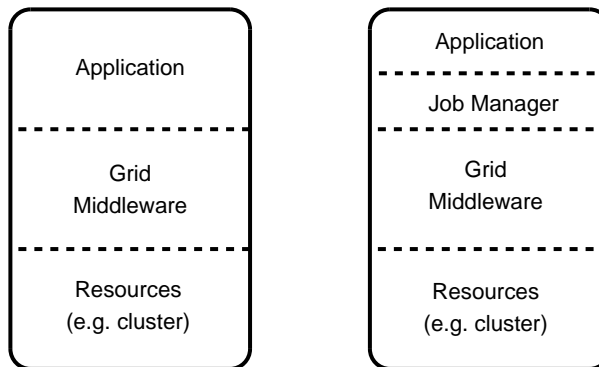 Application
Grid
Middleware
Resources
(e.g. cluster)
Application
Job Manager
Grid
Middleware
Resources
(e.g. cluster)